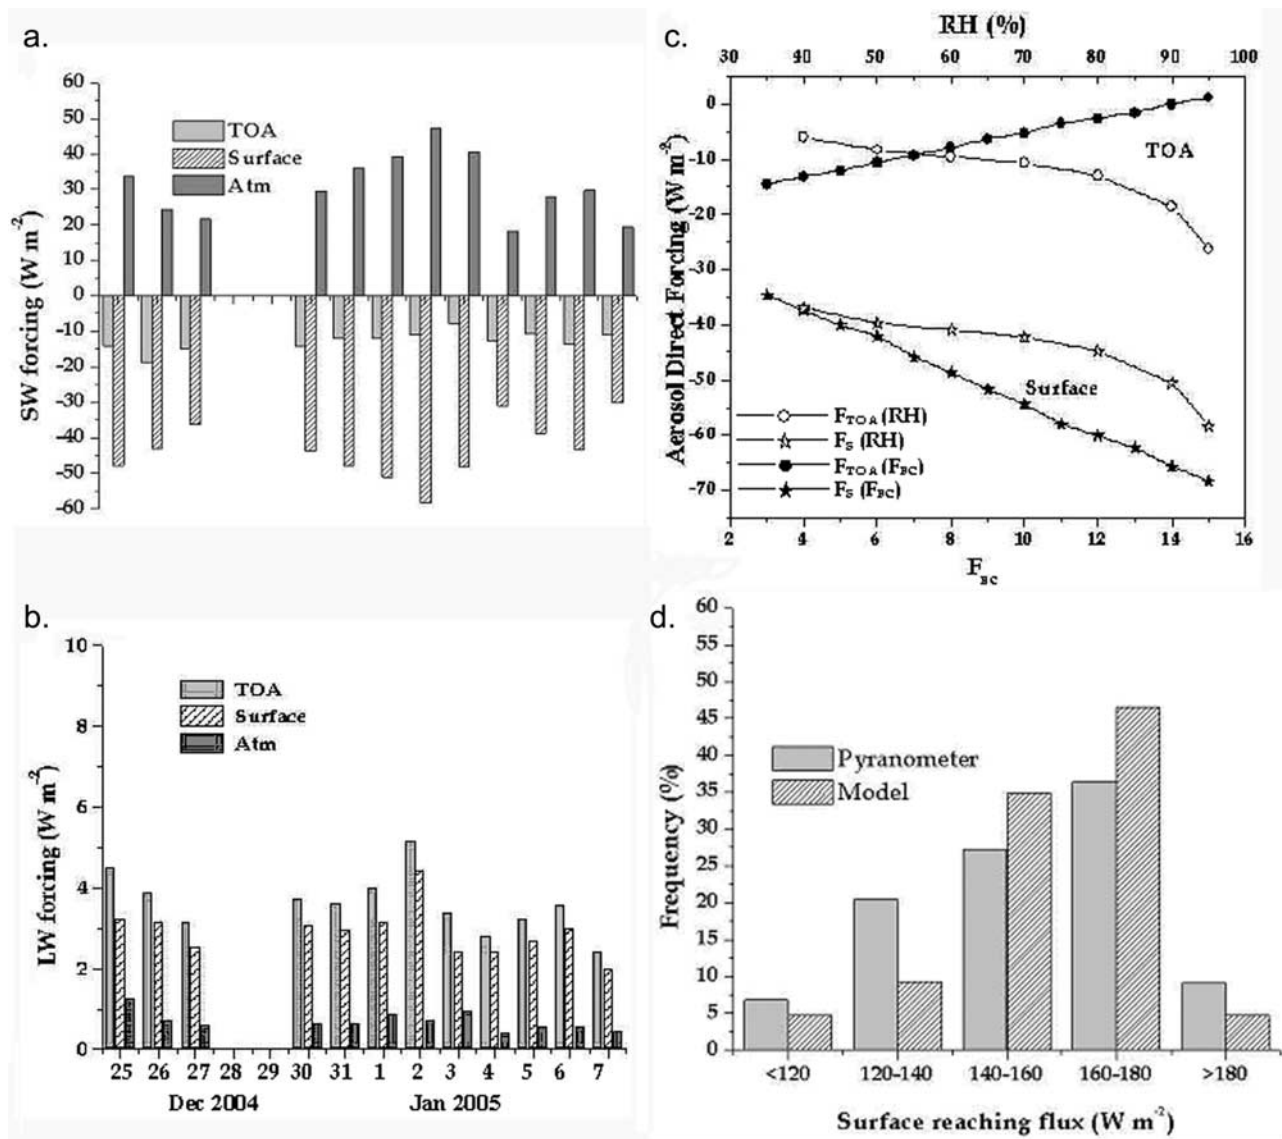 a.
SW forcing (W m-2)
60
50
40
30
20
10
0
-10
-20
-30
-40
-50
-60
TOA
Surface
Atm
c.
RH (%)
30 40 50 60 70 80 90 100
Aerosol Direct Forcing (W m-2)
0
-10
-20
-30
-40
-50
-60
-70
TOA
Surface
FTOA (RH)
FS (RH)
FTOA (FBC)
FS (FBC)
2 4 6 8 10 12 14 16
FBC
b.
LW forcing (W m-2)
10
8
6
4
2
0
TOA
Surface
Atm
25 26 27 28 29 30 31 1 2 3 4 5 6 7
Dec 2004 Jan 2005
d.
Frequency (%)
60
55
50
45
40
35
30
25
20
15
10
5
0
Pyranometer
Model
<120 120-140 140-160 160-180 >180
Surface reaching flux (W m-2)